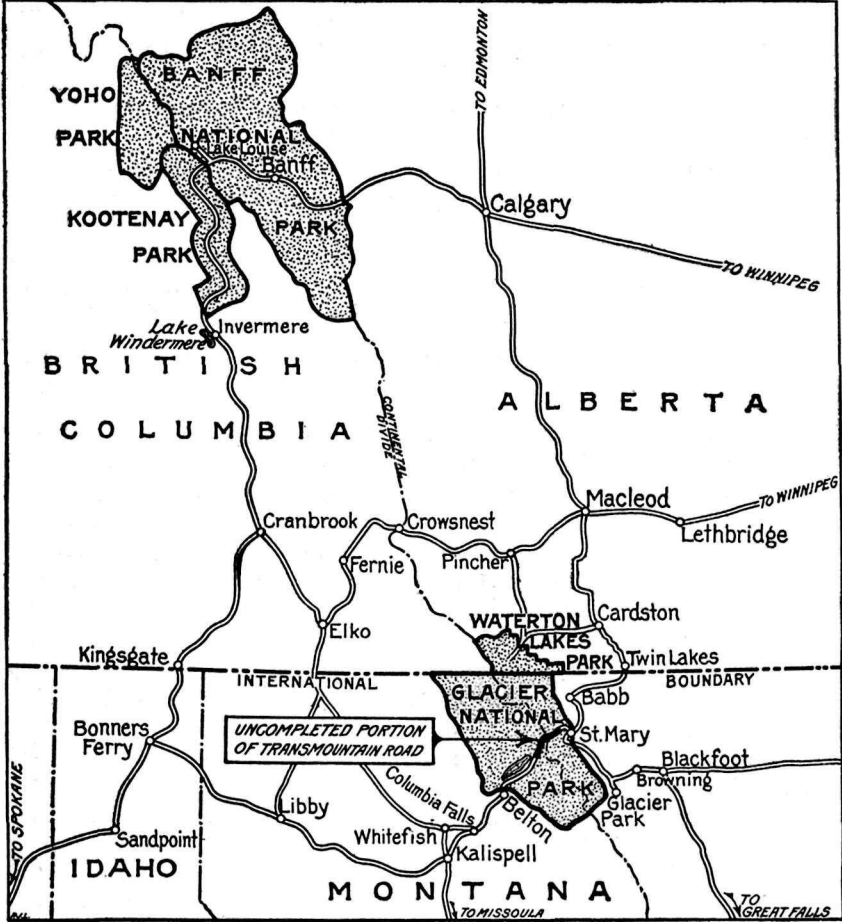 BANFF
YOHO
PARK
NATIONAL
Lake Louise
Banff
PARK
KOOTENAY
PARK
TO EDMONTON
Calgary
TO WINNIPEG
Lake
Windermere
Invermere
BRITISH
COLUMBIA
CONTINENTAL
DIVIDE
ALBERTA
Macleod
TO WINNIPEG
Lethbridge
Cranbrook
Crowsnest
Fernie
Pincher
Elko
WATERTON
LAKES
PARK
Cardston
Kingsgate
Twin Lakes
INTERNATIONAL
BOUNDARY
GLACIER
NATIONAL
PARK
Babb
St. Mary
UNCOMPLETED PORTION
OF TRANSMOUNTAIN ROAD
Bonners
Ferry
Blackfoot
Browning
Glacier
Park
Columbia Falls
Belton
Libby
Whitefish
Kalispell
Sandpoint
TO SPOKANE
IDAHO
MONTANA
TO MISSOULA
TO
GREAT FALLS